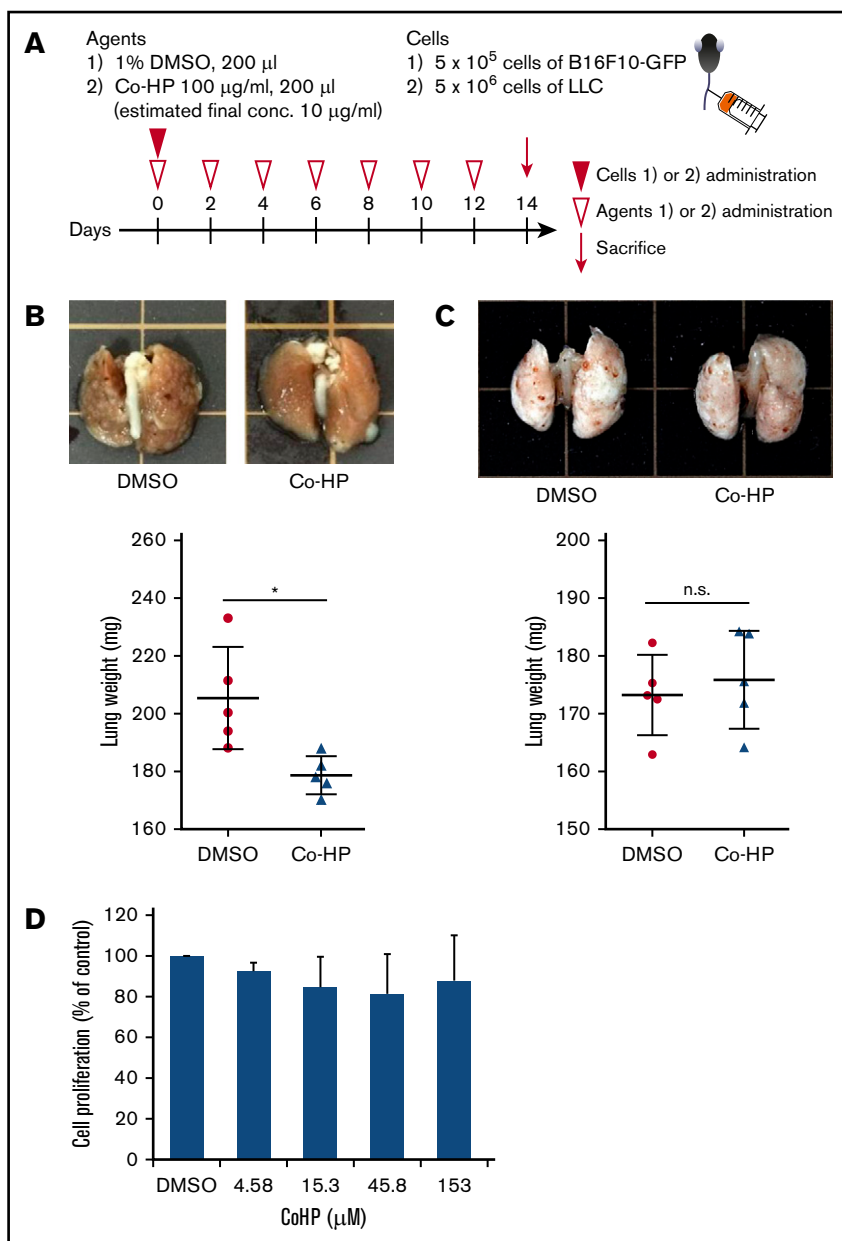 A
Agents
1) 1% DMSO, 200 µl
2) Co-HP 100 µg/ml, 200 µl
(estimated final conc. 10 µg/ml)
Cells
1) 5 x 10⁵ cells of B16F10-GFP
2) 5 x 10⁶ cells of LLC
0 2 4 6 8 10 12 14
Days
Cells 1) or 2) administration
Agents 1) or 2) administration
Sacrifice
B
DMSO Co-HP
260
240
220
200
180
160
Lung weight (mg)
*
DMSO Co-HP
C
DMSO Co-HP
200
190
180
170
160
150
Lung weight (mg)
n.s.
DMSO Co-HP
D
120
100
80
60
40
20
0
Cell proliferation (% of control)
DMSO 4.58 15.3 45.8 153
CoHP (µM)